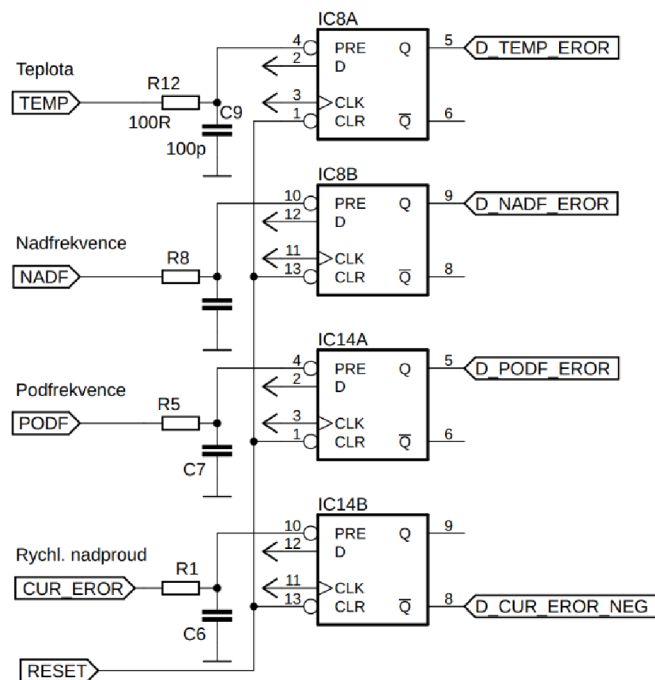 IC8A
4 PRE Q 5 D_TEMP_EROR
2 D
Teplota
TEMP R12 100R
C9 100p
3 CLK
1 CLR Q 6
IC8B
10 PRE Q 9 D_NADF_EROR
12 D
Nadfrekvence
NADF R8
11 CLK
13 CLR Q 8
IC14A
4 PRE Q 5 D_PODF_EROR
2 D
Podfrekvence
PODF R5
C7
3 CLK
1 CLR Q 6
IC14B
10 PRE Q 9
12 D
Rychl. nadproud
CUR_EROR R1
C6
11 CLK
13 CLR Q 8 D_CUR_EROR_NEG
RESET